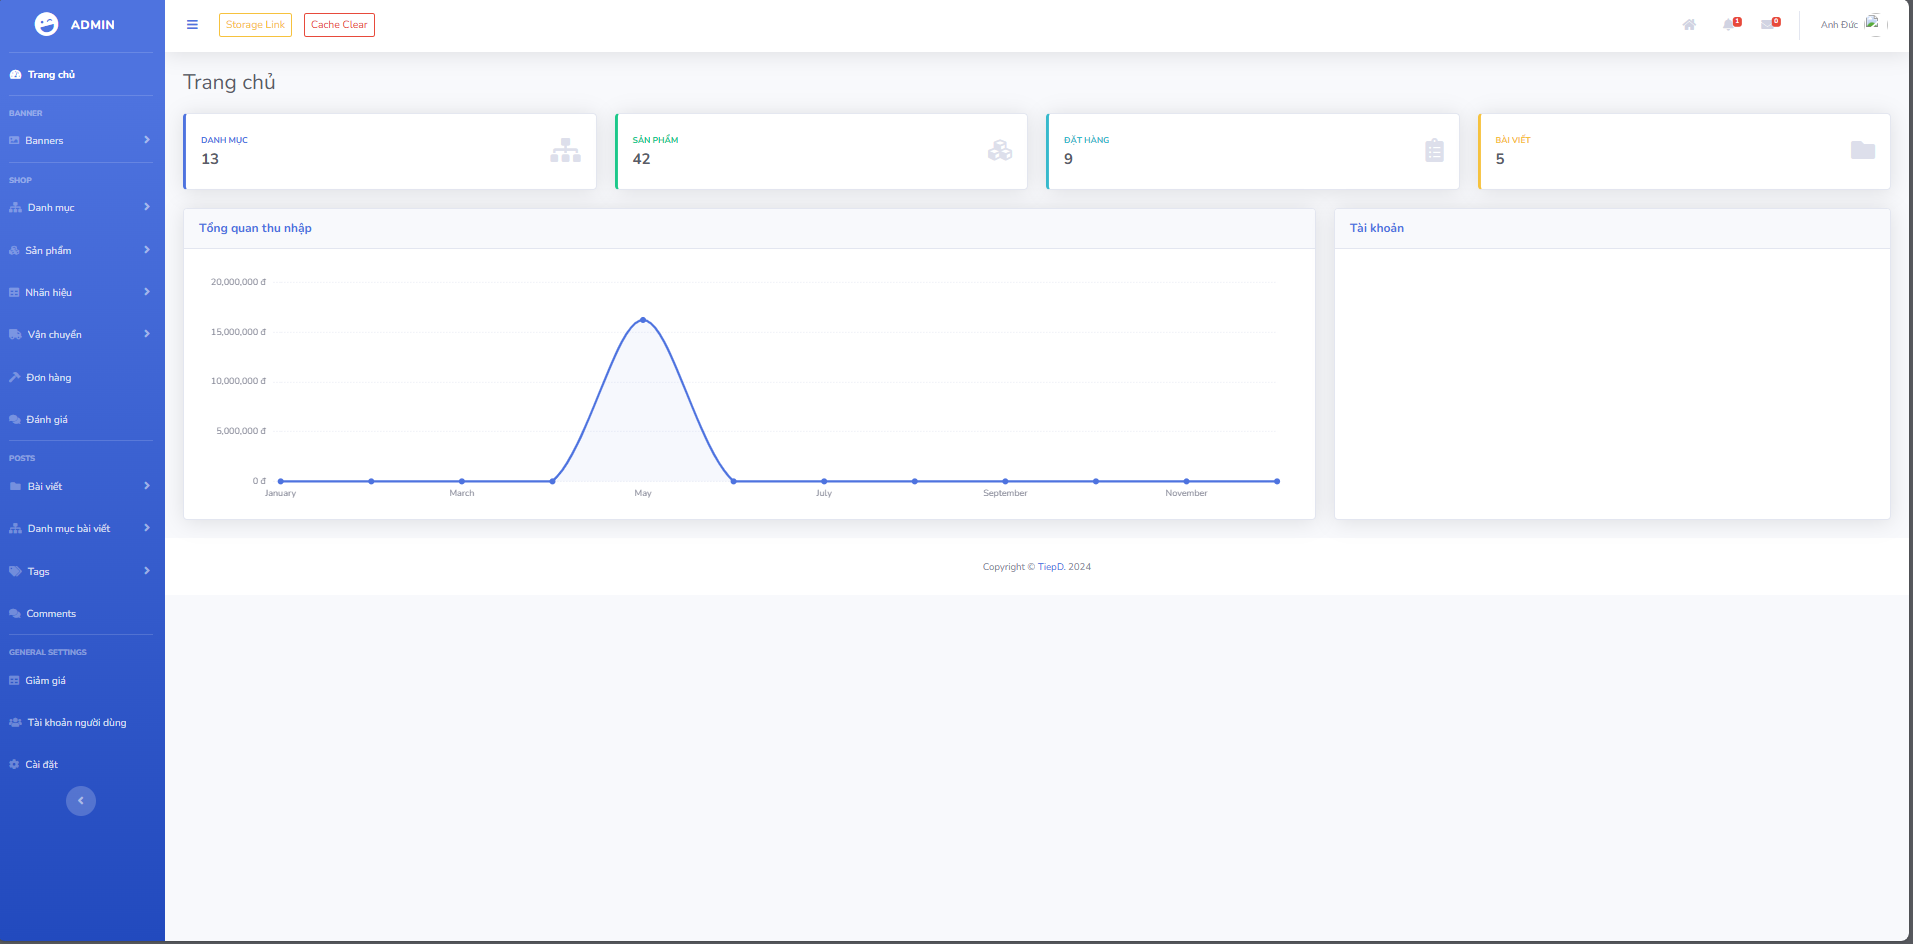 ADMIN
Trang chủ
BANNER
Banners
SHOP
Danh mục
Sản phẩm
Nhãn hiệu
Vận chuyển
Đơn hàng
Đánh giá
POSTS
Bài viết
Danh mục bài viết
Tags
Comments
GENERAL SETTINGS
Giảm giá
Tài khoản người dùng
Cài đặt
Storage Link
Cache Clear
1
0
Anh Đức
Trang chủ
DANH MỤC
13
SẢN PHẨM
42
ĐẶT HÀNG
9
BÀI VIẾT
5
Tổng quan thu nhập
20,000,000 đ
15,000,000 đ
10,000,000 đ
5,000,000 đ
0 đ
January
March
May
July
September
November
Tài khoản
Copyright © TiepD. 2024